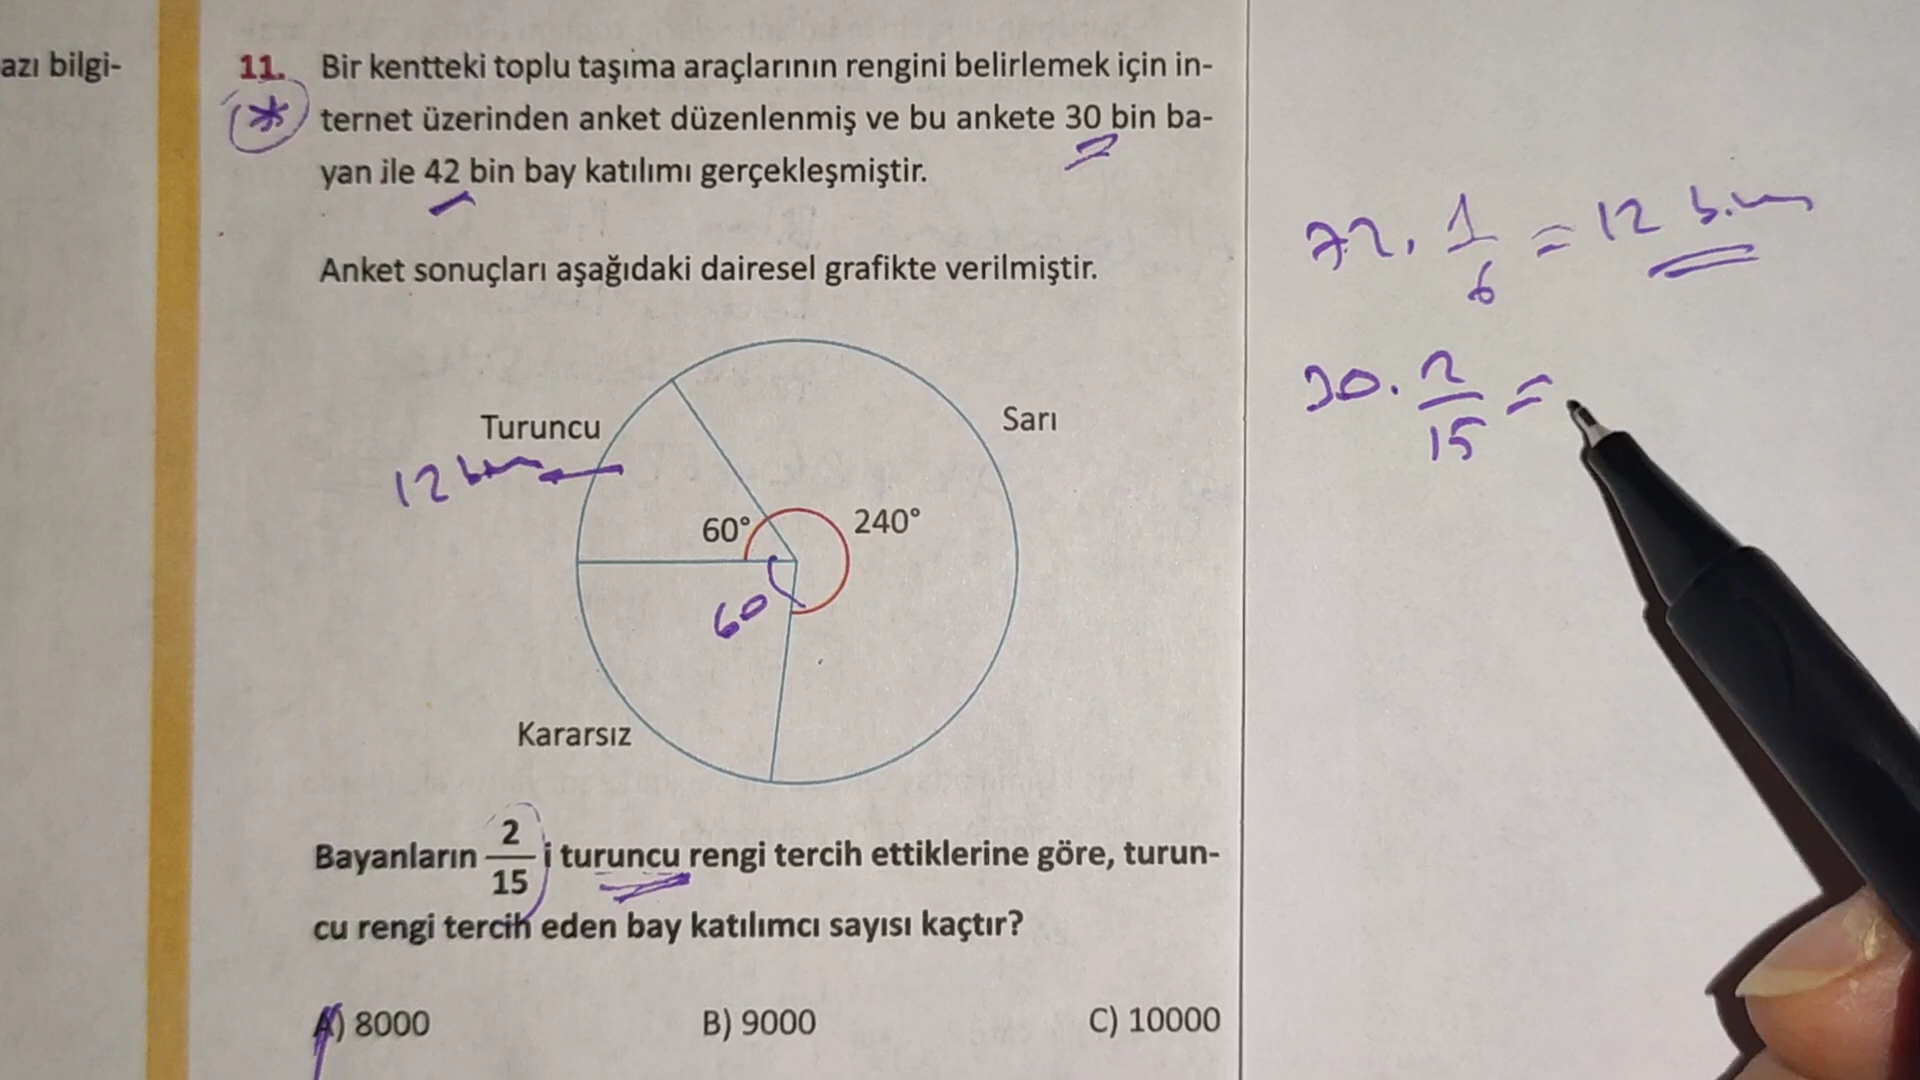 azı bilgi-
11. Bir kentteki toplu taşıma araçlarının rengini belirlemek için in-
ternet üzerinden anket düzenlenmiş ve bu ankete 30 bin ba-
yan ile 42 bin bay katılımı gerçekleşmiştir.
Anket sonuçları aşağıdaki dairesel grafikte verilmiştir.
Turuncu
Sarı
12 bin
60°
240°
60
Kararsız
Bayanların 2/15 i turuncu rengi tercih ettiklerine göre, turun-
cu rengi tercih eden bay katılımcı sayısı kaçtır?
A) 8000 B) 9000 C) 10000
72 . 1/6 = 12 bin
30 . 2/15 =